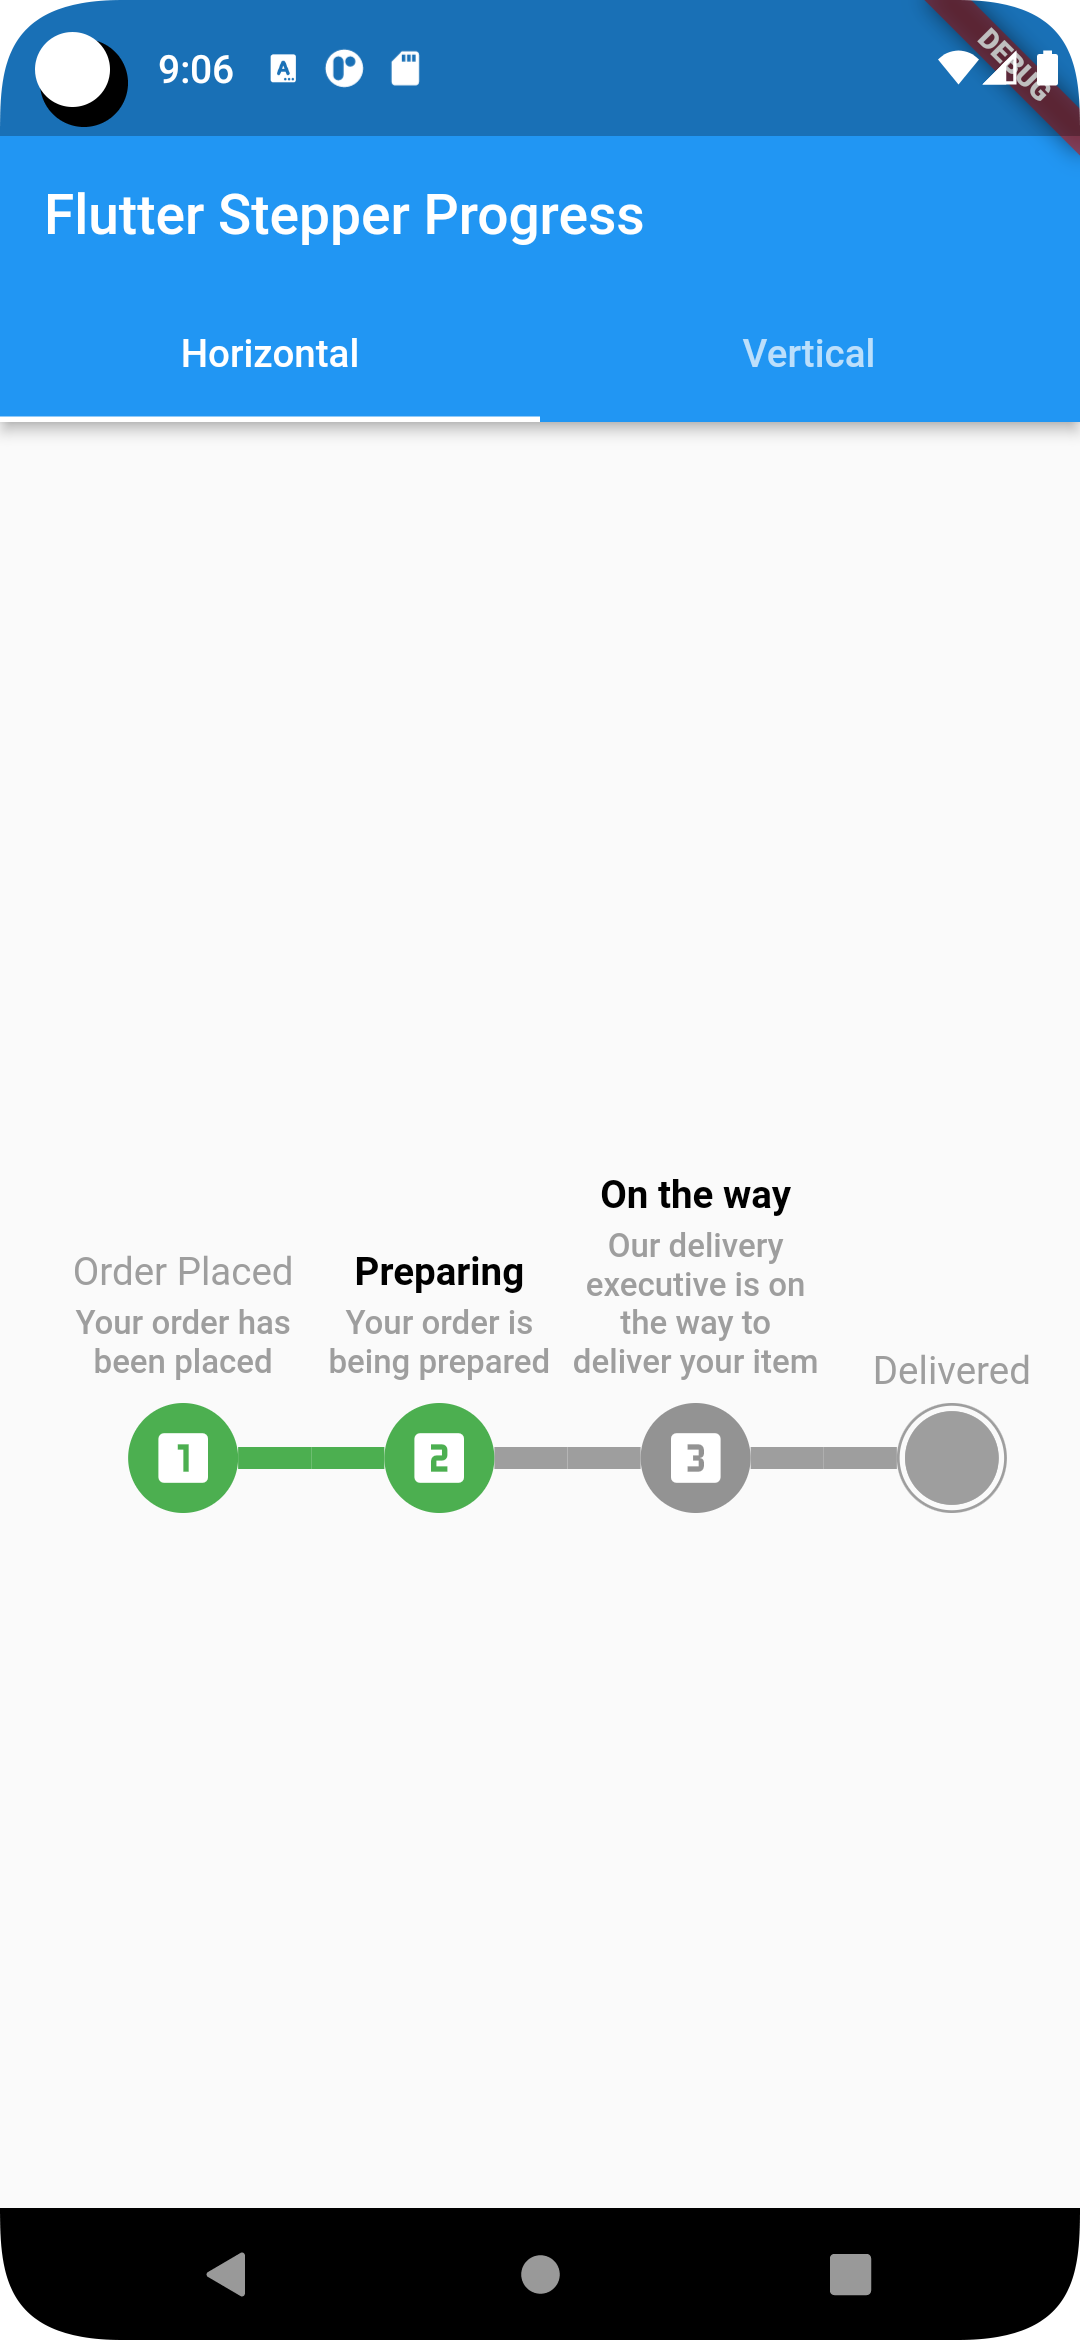 9:06
DEBUG
Flutter Stepper Progress
Horizontal
Vertical
Order Placed
Your order has
been placed
Preparing
Your order is
being prepared
On the way
Our delivery
executive is on
the way to
deliver your item
Delivered
1
2
3